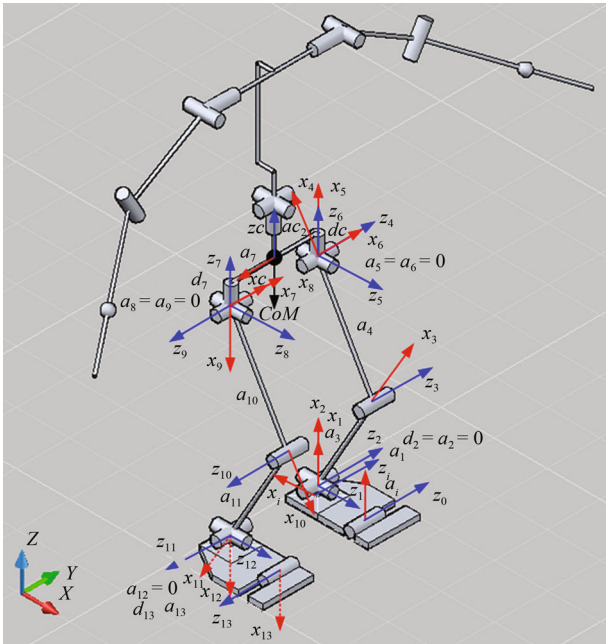 x₄
x₅
z₆
zc
ac₂
dc
z₄
x₆
z₇
a₇
a₅ = a₆ = 0
d₇
xc
x₈
x₇
z₅
a₈ = a₉ = 0
CoM
z₉
z₈
a₄
x₉
x₃
z₃
a₁₀
x₂
x₁
a₃
z₂
d₂ = a₂ = 0
z₁₀
a₁
zᵢ
a₁₁
xᵢ
z₁
aᵢ
z₀
x₁₀
z₁₁
z₁₂
a₁₂ = 0
x₁₁
d₁₃
a₁₃
x₁₂
z₁₃
x₁₃
Z
Y
X